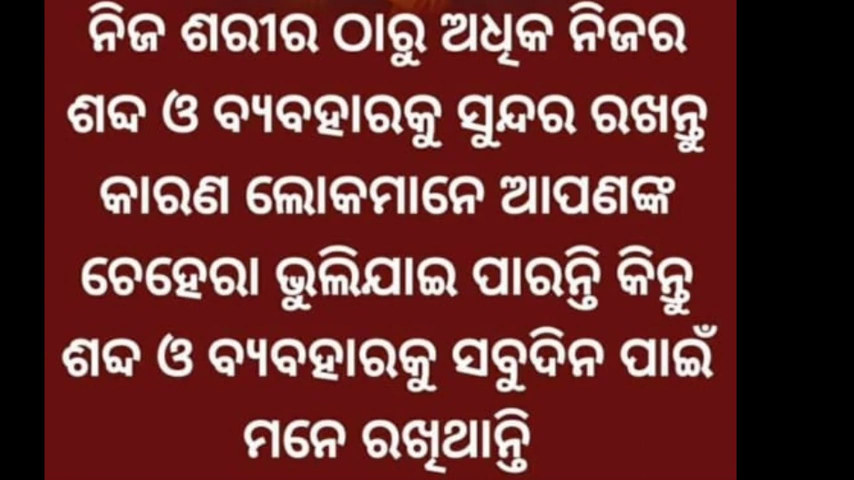 ନିଜ ଶରୀର ଠାରୁ ଅଧିକ ନିଜର
ଶବ୍ଦ ଓ ବ୍ୟବହାରକୁ ସୁନ୍ଦର ରଖନ୍ତୁ
କାରଣ ଲୋକମାନେ ଆପଣଙ୍କ
ଚେହେରା ଭୁଲିଯାଇ ପାରନ୍ତି କିନ୍ତୁ
ଶବ୍ଦ ଓ ବ୍ୟବହାରକୁ ସବୁଦିନ ପାଇଁ
ମନେ ରଖିଥାନ୍ତି